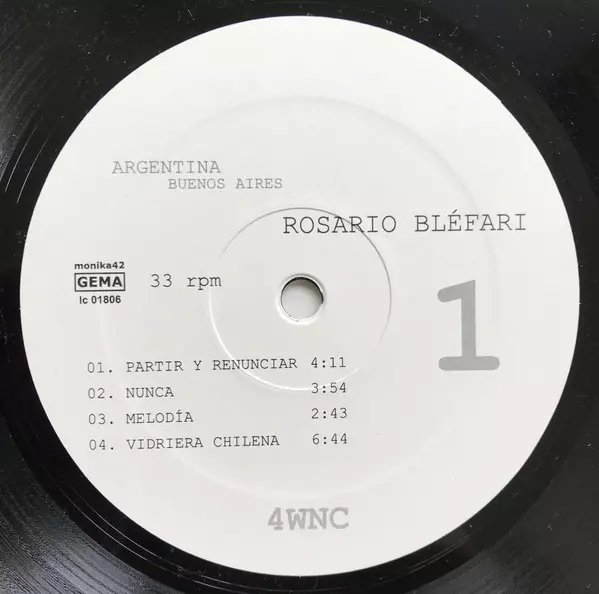 ARGENTINA
BUENOS AIRES
ROSARIO BLÉFARI
monika42
GEMA
lc 01806
33 rpm
1
01. PARTIR Y RENUNCIAR 4:11
02. NUNCA 3:54
03. MELODÍA 2:43
04. VIDRIERA CHILENA 6:44
4WNC